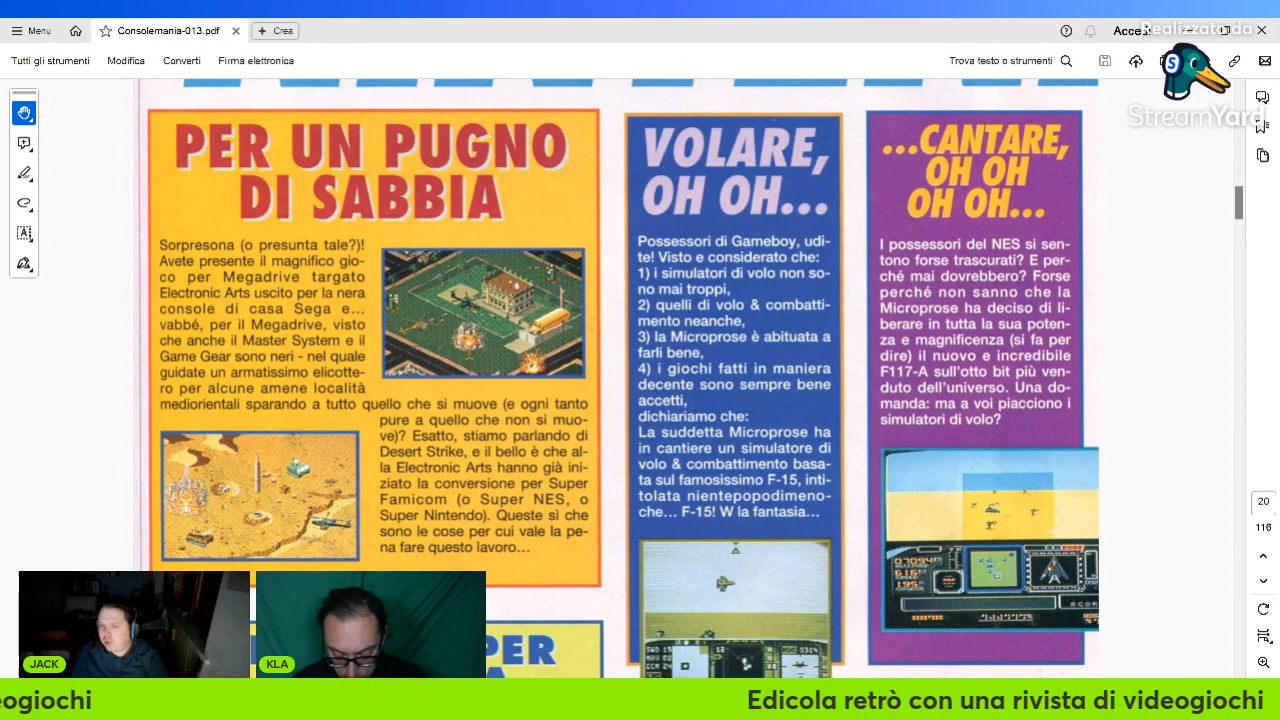 Menu
Consolemania-013.pdf
Crea
Realizzato da
Tutti gli strumenti
Modifica
Converti
Firma elettronica
Trova testo o strumenti
StreamYard
PER UN PUGNO
DI SABBIA
Sorpresona (o presunta tale?)!
Avete presente il magnifico gio-
co per Megadrive targato
Electronic Arts uscito per la nera
console di casa Sega e...
vabbé, per il Megadrive, visto
che anche il Master System e il
Game Gear sono neri - nel quale
guidate un armatissimo elicotte-
ro per alcune amene località
mediorientali sparando a tutto quello che si muove (e ogni tanto
pure a quello che non si muo-
ve)? Esatto, stiamo parlando di
Desert Strike, e il bello è che al-
la Electronic Arts hanno già ini-
ziato la conversione per Super
Famicom (o Super NES, o
Super Nintendo). Queste sì che
sono le cose per cui vale la pe-
na fare questo lavoro...
VOLARE,
OH OH...
Possessori di Gameboy, udi-
te! Visto e considerato che:
1) i simulatori di volo non so-
no mai troppi,
2) quelli di volo & combatti-
mento neanche,
3) la Microprose è abituata a
farli bene,
4) i giochi fatti in maniera
decente sono sempre bene
accetti,
dichiariamo che:
La suddetta Microprose ha
in cantiere un simulatore di
volo & combattimento basa-
ta sul famosissimo F-15, inti-
tolata nientepopodimeno-
che... F-15! W la fantasia...
...CANTARE,
OH OH
OH OH...
I possessori del NES si sen-
tono forse trascurati? E per-
ché mai dovrebbero? Forse
perché non sanno che la
Microprose ha deciso di li-
berare in tutta la sua poten-
za e magnificenza (si fa per
dire) il nuovo e incredibile
F117-A sull'otto bit più ven-
duto dell'universo. Una do-
manda: ma a voi piacciono i
simulatori di volo?
PER
20
116
JACK
KLA
eogiochi
Edicola retrò con una rivista di videogiochi